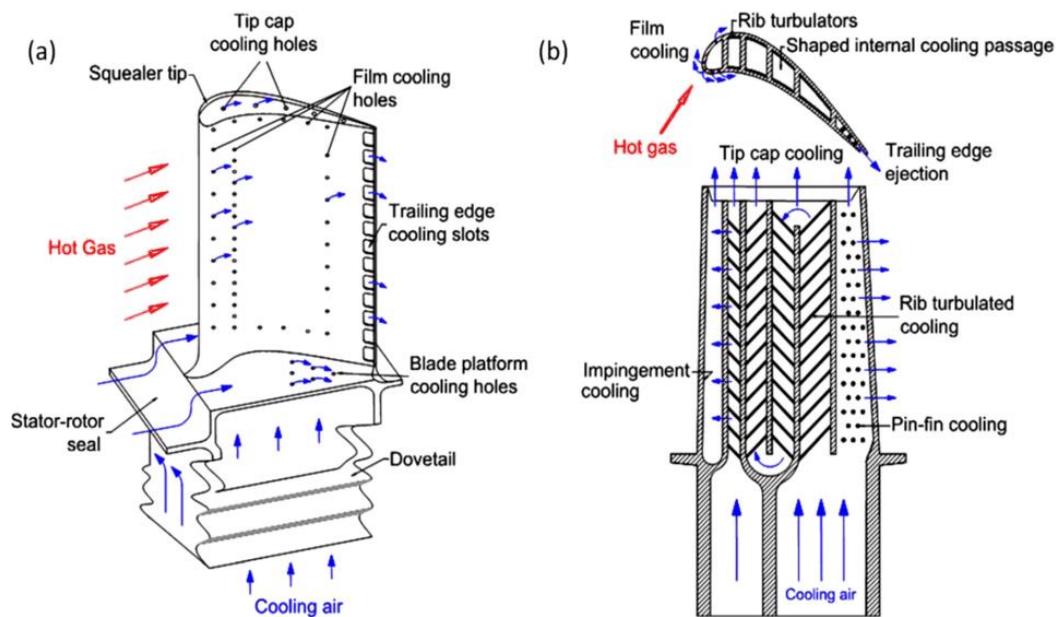 (a)
Tip cap
cooling holes
Squealer tip
Film cooling
holes
Hot Gas
Trailing edge
cooling slots
Blade platform
cooling holes
Stator-rotor
seal
Dovetail
Cooling air
(b)
Film
cooling
Rib turbulators
Shaped internal cooling passage
Hot gas
Tip cap cooling
Trailing edge
ejection
Rib turbulated
cooling
Impingement
cooling
Pin-fin cooling
Cooling air